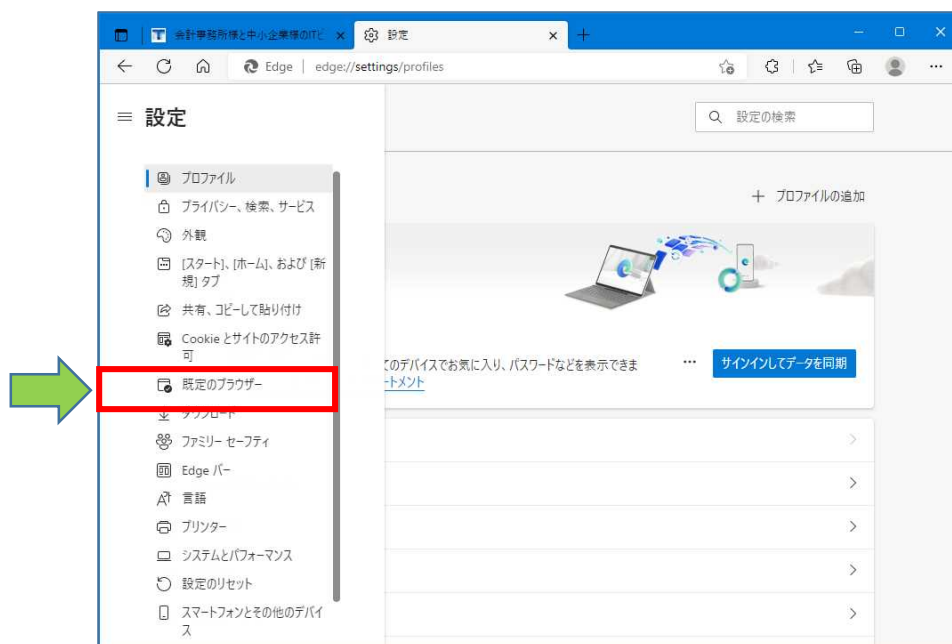 会計事務所様と中小企業様のITビ
設定
Edge | edge://settings/profiles
設定
設定の検索
プロファイル
プライバシー、検索、サービス
外観
[スタート]、[ホーム]、および [新
規] タブ
共有、コピーして貼り付け
Cookie とサイトのアクセス許
可
既定のブラウザー
ダウンロード
ファミリー セーフティ
Edge バー
言語
プリンター
システムとパフォーマンス
設定のリセット
スマートフォンとその他のデバイ
ス
プロファイルの追加
てのデバイスでお気に入り、パスワードなどを表示できま
ートメント
サインインしてデータを同期